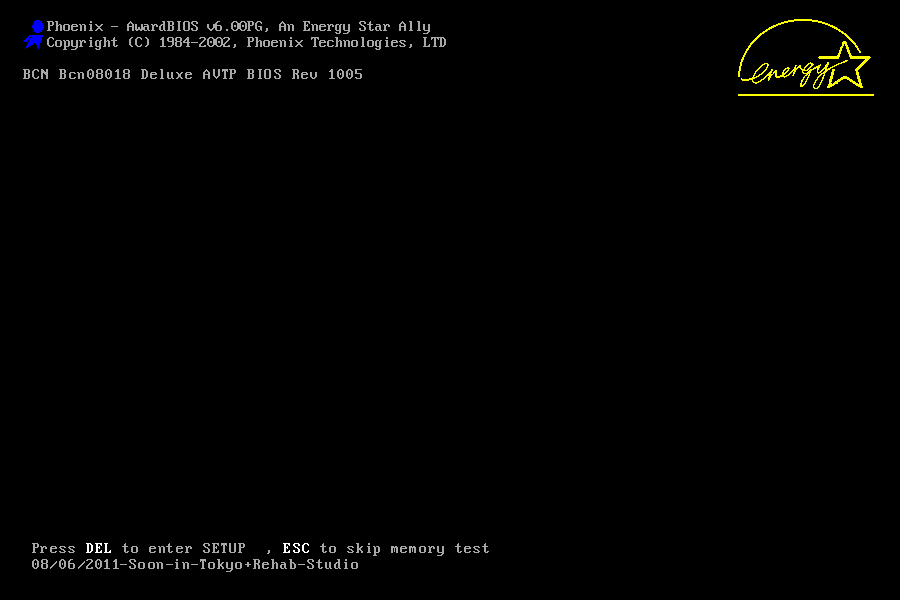 Phoenix - AwardBIOS v6.00PG, An Energy Star Ally
Copyright (C) 1984-2002, Phoenix Technologies, LTD
energy
BCN Bcn08018 Deluxe AVTP BIOS Rev 1005
Press DEL to enter SETUP , ESC to skip memory test
08/06/2011-Soon-in-Tokyo+Rehab-Studio